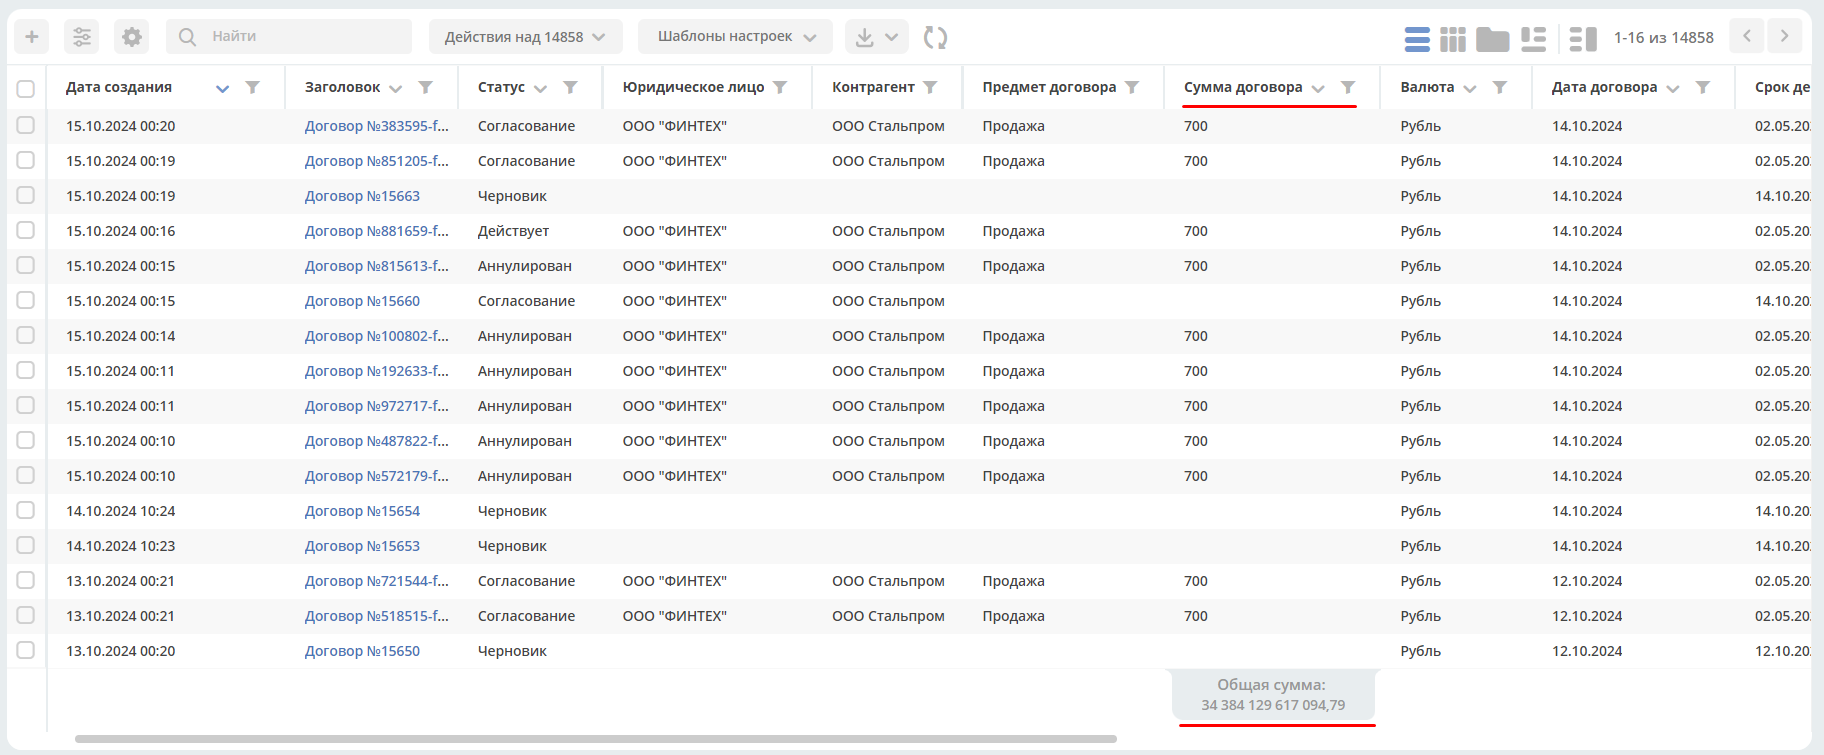 Найти Действия над 14858 Шаблоны настроек 1-16 из 14858
Дата создания Заголовок Статус Юридическое лицо Контрагент Предмет договора Сумма договора Валюта Дата договора Срок де
15.10.2024 00:20 Договор №383595-f... Согласование ООО "ФИНТЕХ" ООО Стальпром Продажа 700 Рубль 14.10.2024 02.05.20
15.10.2024 00:19 Договор №851205-f... Согласование ООО "ФИНТЕХ" ООО Стальпром Продажа 700 Рубль 14.10.2024 02.05.20
15.10.2024 00:19 Договор №15663 Черновик Рубль 14.10.2024 14.10.20
15.10.2024 00:16 Договор №881659-f... Действует ООО "ФИНТЕХ" ООО Стальпром Продажа 700 Рубль 14.10.2024 02.05.20
15.10.2024 00:15 Договор №815613-f... Аннулирован ООО "ФИНТЕХ" ООО Стальпром Продажа 700 Рубль 14.10.2024 02.05.20
15.10.2024 00:15 Договор №15660 Согласование ООО "ФИНТЕХ" ООО Стальпром Рубль 14.10.2024 14.10.20
15.10.2024 00:14 Договор №100802-f... Аннулирован ООО "ФИНТЕХ" ООО Стальпром Продажа 700 Рубль 14.10.2024 02.05.20
15.10.2024 00:11 Договор №192633-f... Аннулирован ООО "ФИНТЕХ" ООО Стальпром Продажа 700 Рубль 14.10.2024 02.05.20
15.10.2024 00:11 Договор №972717-f... Аннулирован ООО "ФИНТЕХ" ООО Стальпром Продажа 700 Рубль 14.10.2024 02.05.20
15.10.2024 00:10 Договор №487822-f... Аннулирован ООО "ФИНТЕХ" ООО Стальпром Продажа 700 Рубль 14.10.2024 02.05.20
15.10.2024 00:10 Договор №572179-f... Аннулирован ООО "ФИНТЕХ" ООО Стальпром Продажа 700 Рубль 14.10.2024 02.05.20
14.10.2024 10:24 Договор №15654 Черновик Рубль 14.10.2024 14.10.20
14.10.2024 10:23 Договор №15653 Черновик Рубль 14.10.2024 14.10.20
13.10.2024 00:21 Договор №721544-f... Согласование ООО "ФИНТЕХ" ООО Стальпром Продажа 700 Рубль 12.10.2024 02.05.20
13.10.2024 00:21 Договор №518515-f... Согласование ООО "ФИНТЕХ" ООО Стальпром Продажа 700 Рубль 12.10.2024 02.05.20
13.10.2024 00:20 Договор №15650 Черновик Рубль 12.10.2024 12.10.20
Общая сумма:
34 384 129 617 094,79